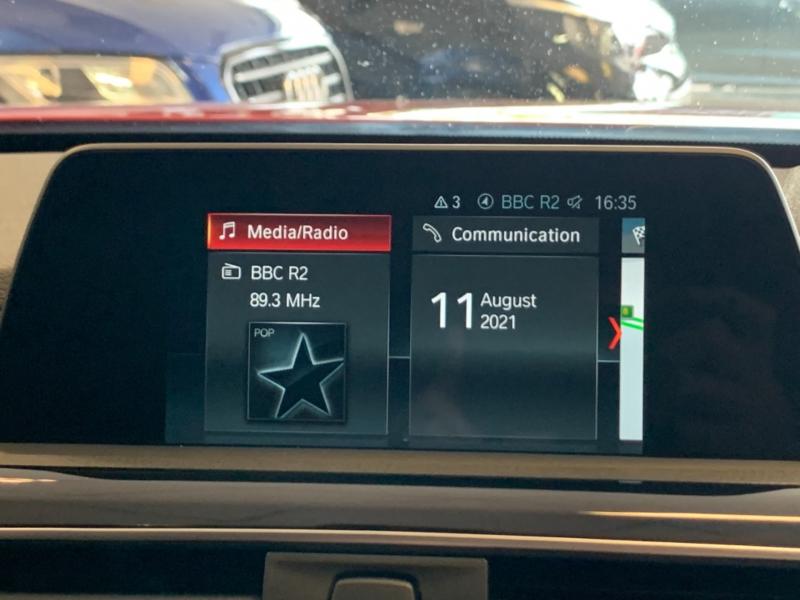 3 BBC R2 16:35
Media/Radio
Communication
BBC R2
89.3 MHz
POP
11 August
2021